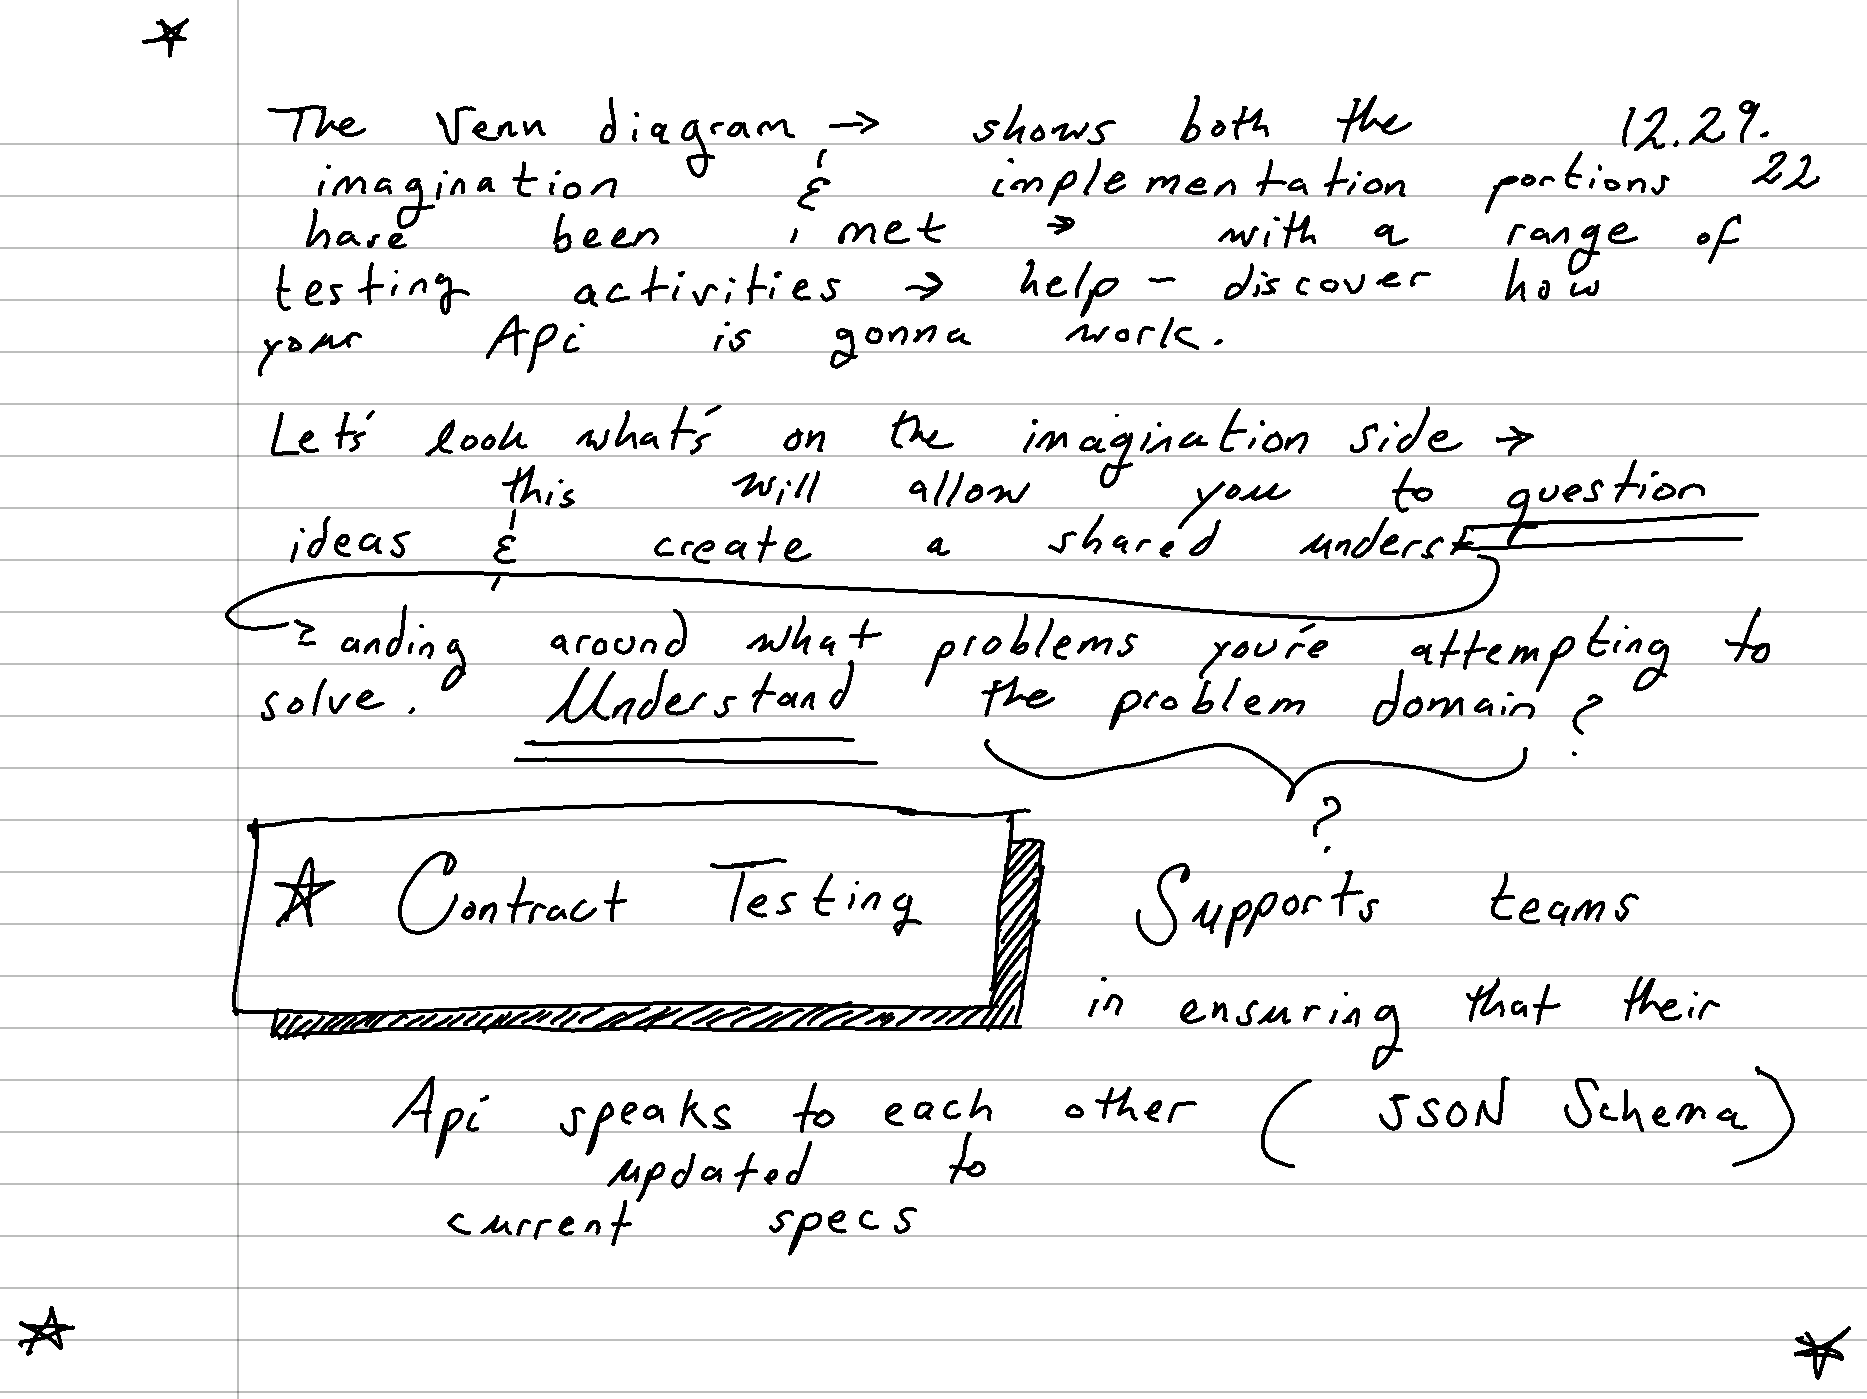 The Venn diagram → shows both the 12.29.
imagination & implementation portions 22
have been met → with a range of
testing activities → help - discover how
your Api is gonna work.
Let's look what's on the imagination side →
this will allow you to question
ideas & create a shared underst
→ anding around what problems you're attempting to
solve. Understand the problem domain ?
?
☆ Contract Testing Supports teams
in ensuring that their
Api speaks to each other ( JSON Schema )
updated to
current specs